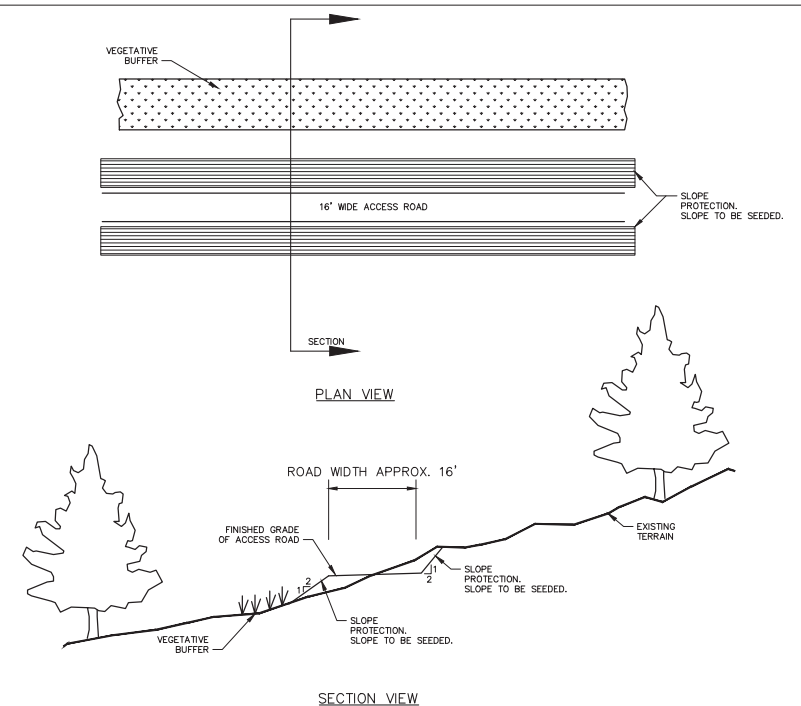 VEGETATIVE
BUFFER
16' WIDE ACCESS ROAD
SLOPE
PROTECTION.
SLOPE TO BE SEEDED.
SECTION
PLAN VIEW
ROAD WIDTH APPROX. 16'
FINISHED GRADE
OF ACCESS ROAD
EXISTING
TERRAIN
1
2
SLOPE
PROTECTION.
SLOPE TO BE SEEDED.
2
1
SLOPE
PROTECTION.
SLOPE TO BE SEEDED.
VEGETATIVE
BUFFER
SECTION VIEW